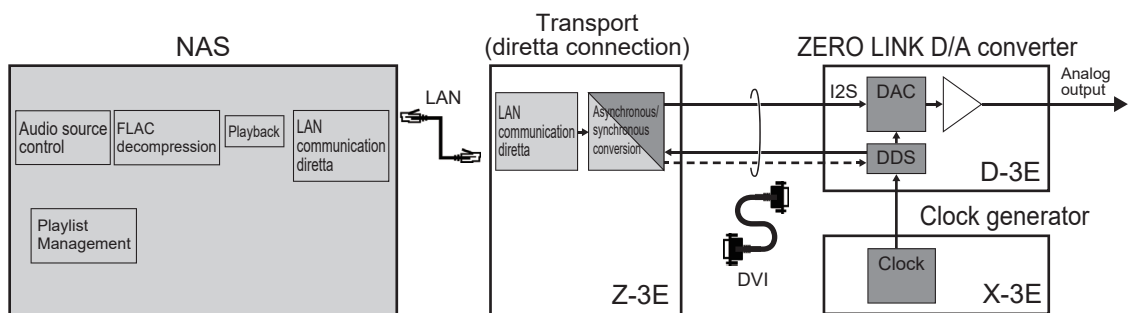 NAS
Audio source
control
FLAC
decompression
Playback
LAN
communication
diretta
Playlist
Management
LAN
Transport
(diretta connection)
LAN
communication
diretta
Asynchronous/
synchronous
conversion
Z-3E
DVI
ZERO LINK D/A converter
I2S
DAC
DDS
D-3E
Analog
output
Clock generator
Clock
X-3E